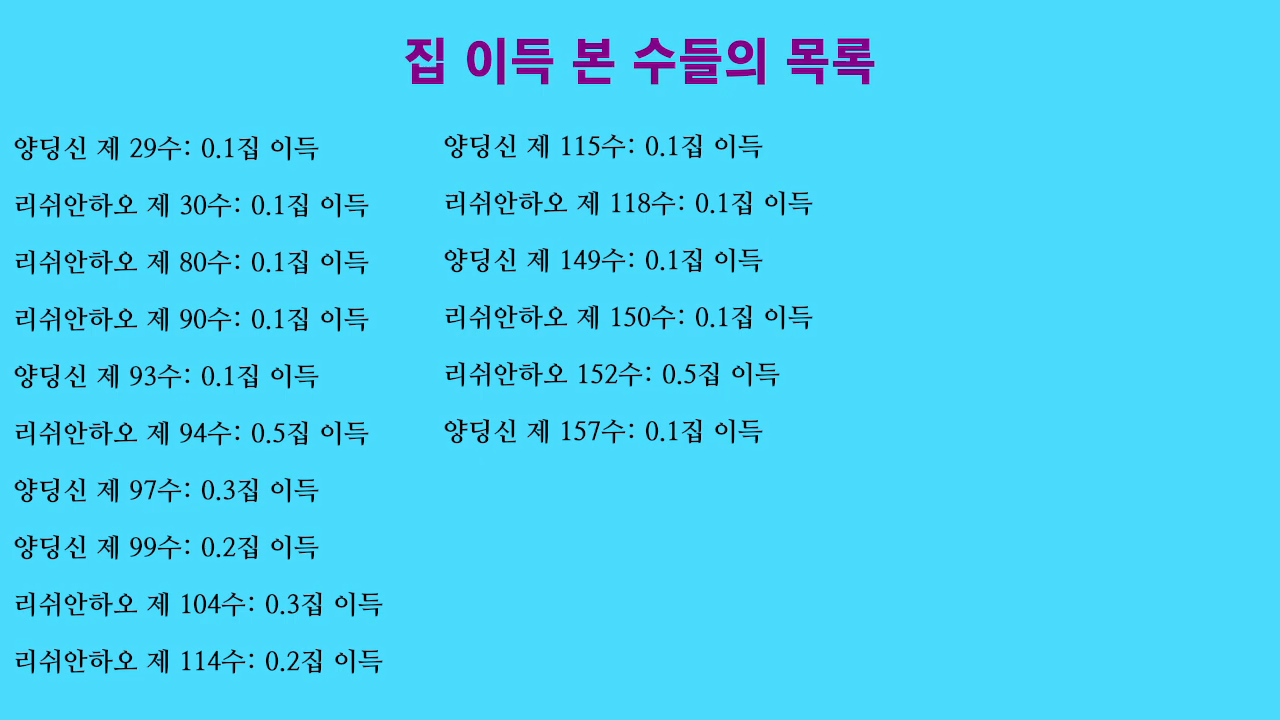 집 이득 본 수들의 목록
양딩신 제 29수: 0.1집 이득
리쉬안하오 제 30수: 0.1집 이득
리쉬안하오 제 80수: 0.1집 이득
리쉬안하오 제 90수: 0.1집 이득
양딩신 제 93수: 0.1집 이득
리쉬안하오 제 94수: 0.5집 이득
양딩신 제 97수: 0.3집 이득
양딩신 제 99수: 0.2집 이득
리쉬안하오 제 104수: 0.3집 이득
리쉬안하오 제 114수: 0.2집 이득
양딩신 제 115수: 0.1집 이득
리쉬안하오 제 118수: 0.1집 이득
양딩신 제 149수: 0.1집 이득
리쉬안하오 제 150수: 0.1집 이득
리쉬안하오 152수: 0.5집 이득
양딩신 제 157수: 0.1집 이득